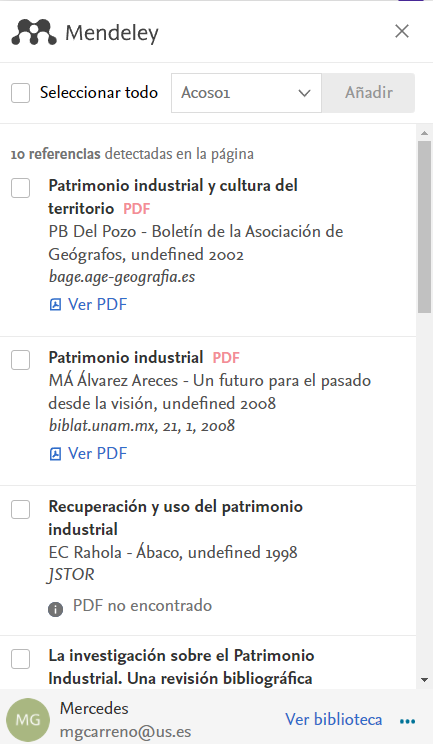 Mendeley
Seleccionar todo
Acoso1
Añadir
10 referencias detectadas en la página
Patrimonio industrial y cultura del
territorio PDF
PB Del Pozo - Boletín de la Asociación de
Geógrafos, undefined 2002
bage.age-geografia.es
Ver PDF
Patrimonio industrial PDF
MÁ Álvarez Areces - Un futuro para el pasado
desde la visión, undefined 2008
biblat.unam.mx, 21, 1, 2008
Ver PDF
Recuperación y uso del patrimonio
industrial
EC Rahola - Ábaco, undefined 1998
JSTOR
PDF no encontrado
La investigación sobre el Patrimonio
Industrial. Una revisión bibliográfica
MG
Mercedes
mgcarreno@us.es
Ver biblioteca